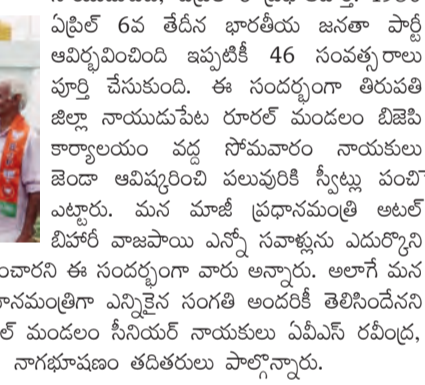 ఏప్రిల్ 6వ తేదీన భారతీయ జనతా పార్టీ
ఆవిర్భవించింది ఇప్పటికీ 46 సంవత్సరాలు
పూర్తి చేసుకుంది. ఈ సందర్భంగా తిరుపతి
జిల్లా నాయుడుపేట రూరల్ మండలం బిజెపి
కార్యాలయం వద్ద సోమవారం నాయకులు
జెండా ఆవిష్కరించి పలువురికి స్వీట్లు పంచి
ఎట్టారు. మన మాజీ ప్రధానమంత్రి అటల్
బిహారీ వాజపాయి ఎన్నో సవాళ్లును ఎదుర్కొని
ంచారని ఈ సందర్భంగా వారు అన్నారు. అలాగే మన
ానమంత్రిగా ఎన్నికైన సంగతి అందరికీ తెలిసిందేనని
ల్ మండలం సీనియర్ నాయకులు ఏవీఎస్ రవీంద్ర,
నాగభూషణం తదితరులు పాల్గొన్నారు.